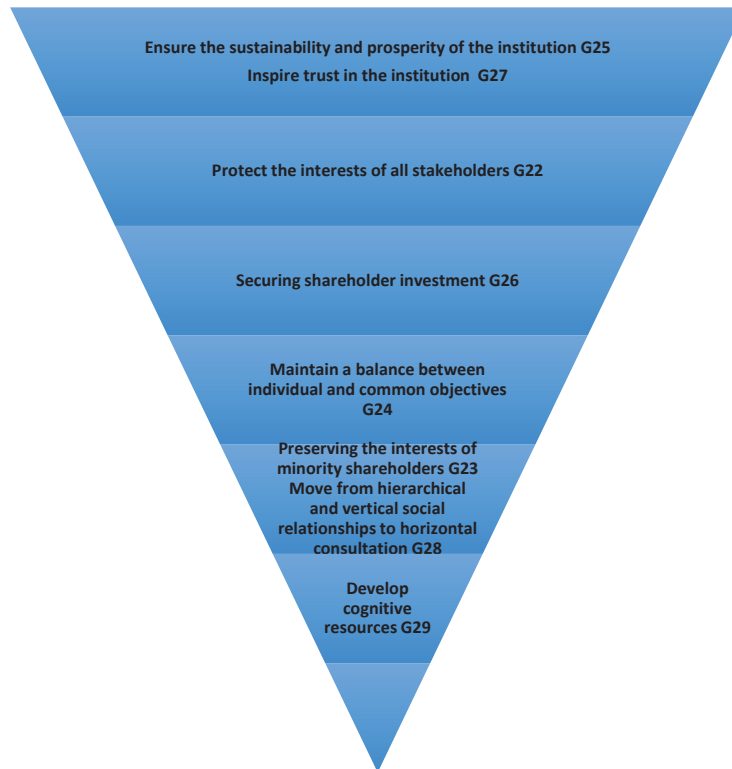 Ensure the sustainability and prosperity of the institution G25
Inspire trust in the institution G27
Protect the interests of all stakeholders G22
Securing shareholder investment G26
Maintain a balance between
individual and common objectives
G24
Preserving the interests of
minority shareholders G23
Move from hierarchical
and vertical social
relationships to horizontal
consultation G28
Develop
cognitive
resources G29